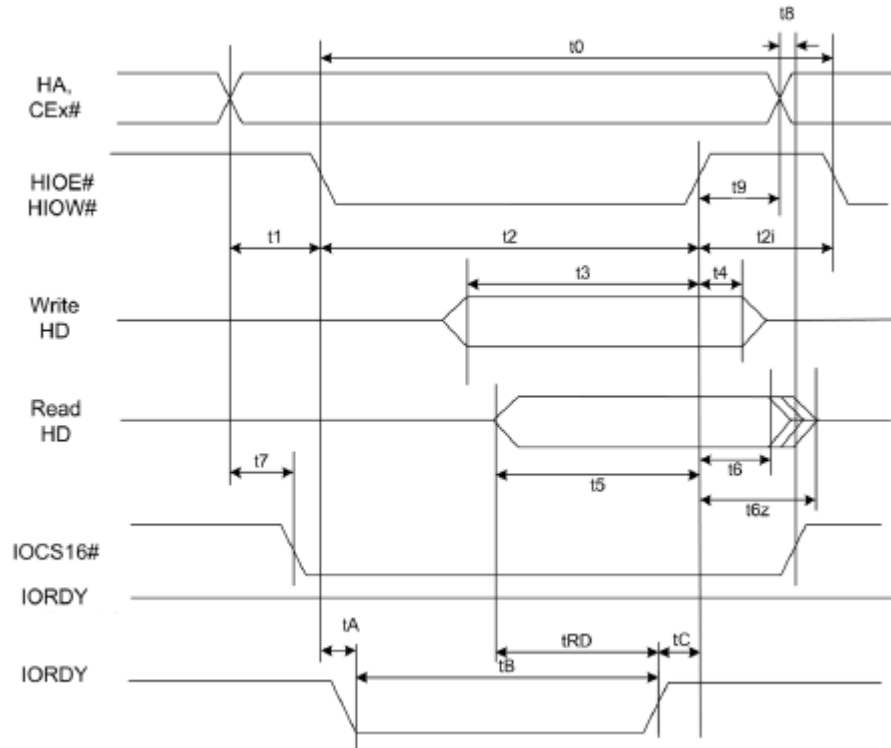 t8
t0
HA,
CEx#
HIOE#
HIOW#
t9
t1
t2
t2i
t3
t4
Write
HD
Read
HD
t6
t7
t5
t6z
IOCS16#
IORDY
tA
tRD
tC
tB
IORDY